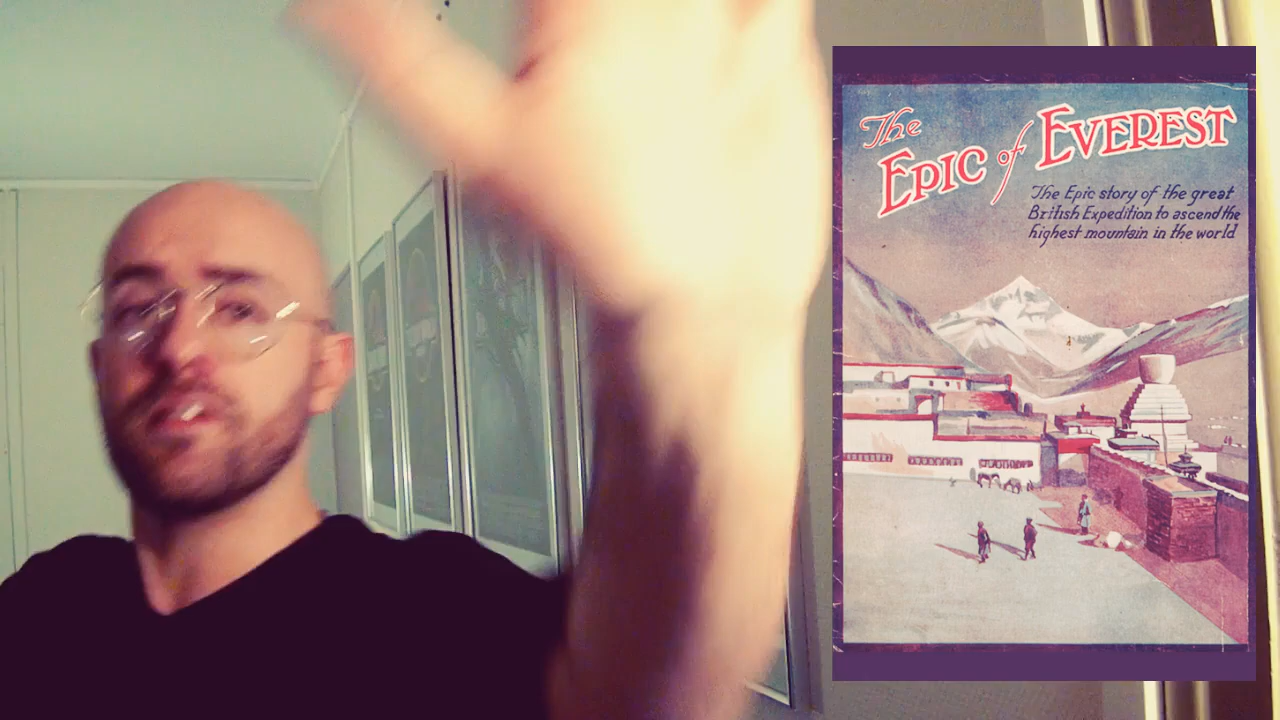 The
Epic of Everest
The Epic story of the great
British Expedition to ascend the
highest mountain in the world